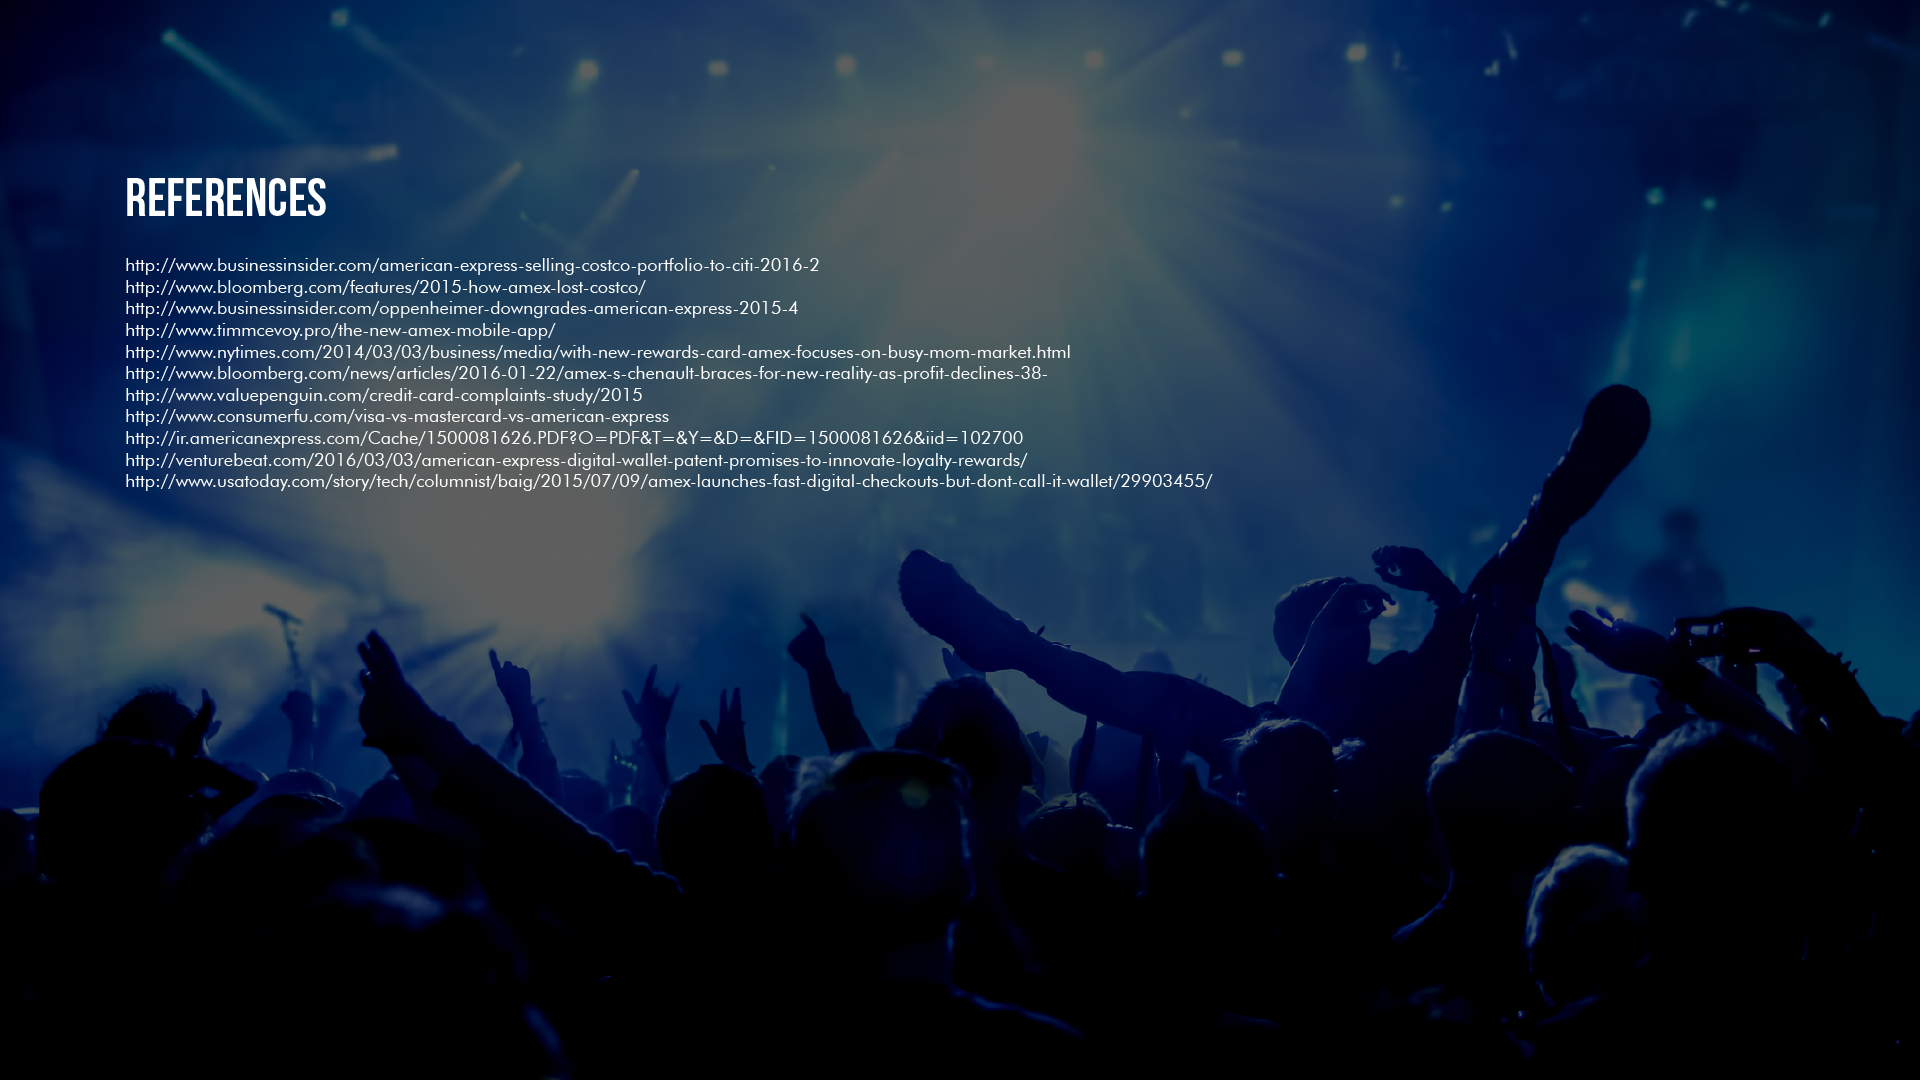 REFERENCES
http://www.businessinsider.com/american-express-selling-costco-portfolio-to-citi-2016-2
http://www.bloomberg.com/features/2015-how-amex-lost-costco/
http://www.businessinsider.com/oppenheimer-downgrades-american-express-2015-4
http://www.timmcevoy.pro/the-new-amex-mobile-app/
http://www.nytimes.com/2014/03/03/business/media/with-new-rewards-card-amex-focuses-on-busy-mom-market.html
http://www.bloomberg.com/news/articles/2016-01-22/amex-s-chenault-braces-for-new-reality-as-profit-declines-38-
http://www.valuepenguin.com/credit-card-complaints-study/2015
http://www.consumerfu.com/visa-vs-mastercard-vs-american-express
http://ir.americanexpress.com/Cache/1500081626.PDF?O=PDF&T=&Y=&D=&FID=1500081626&iid=102700
http://venturebeat.com/2016/03/03/american-express-digital-wallet-patent-promises-to-innovate-loyalty-rewards/
http://www.usatoday.com/story/tech/columnist/baig/2015/07/09/amex-launches-fast-digital-checkouts-but-dont-call-it-wallet/29903455/